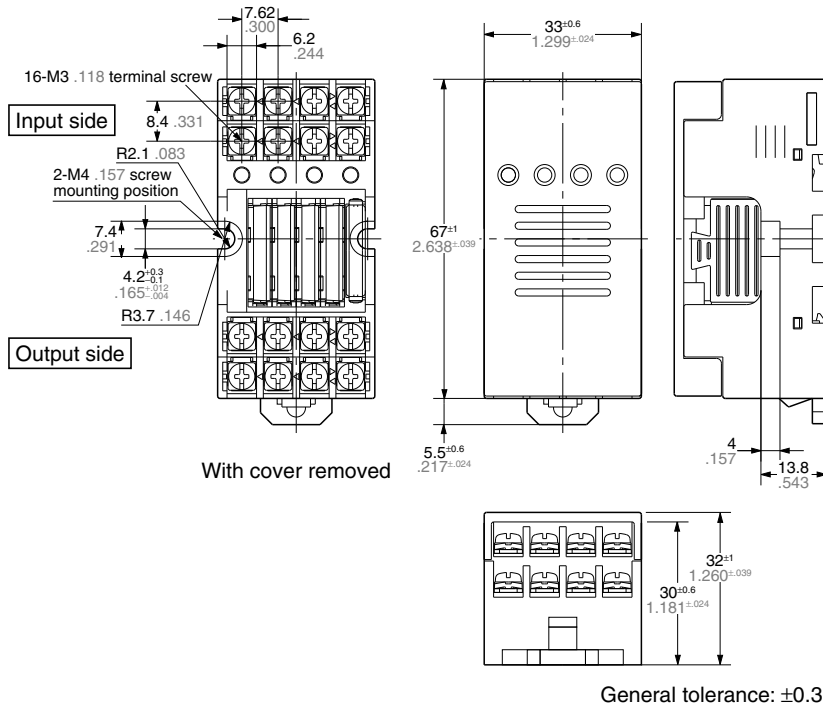 7.62
.300
6.2
.244
16-M3 .118 terminal screw
Input side
8.4 .331
R2.1 .083
2-M4 .157 screw
mounting position
7.4
.291
4.2+0.3 −0.1
.165+.012 −.004
R3.7 .146
Output side
With cover removed
33±0.6
1.299±.024
67±1
2.638±.039
5.5±0.6
.217±.024
4
.157
13.8
.543
32±1
1.260±.039
30±0.6
1.181±.024
General tolerance: ±0.3